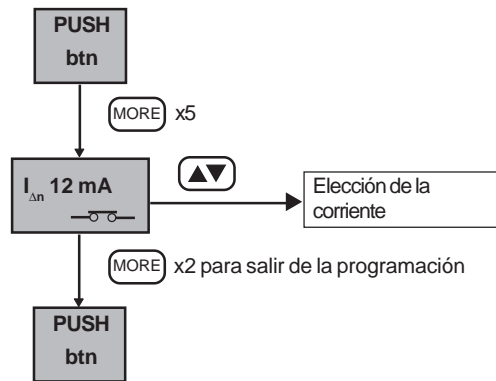 PUSH
btn
MORE x5
IΔn 12 mA
▲▼
Elección de la
corriente
MORE x2 para salir de la programación
PUSH
btn